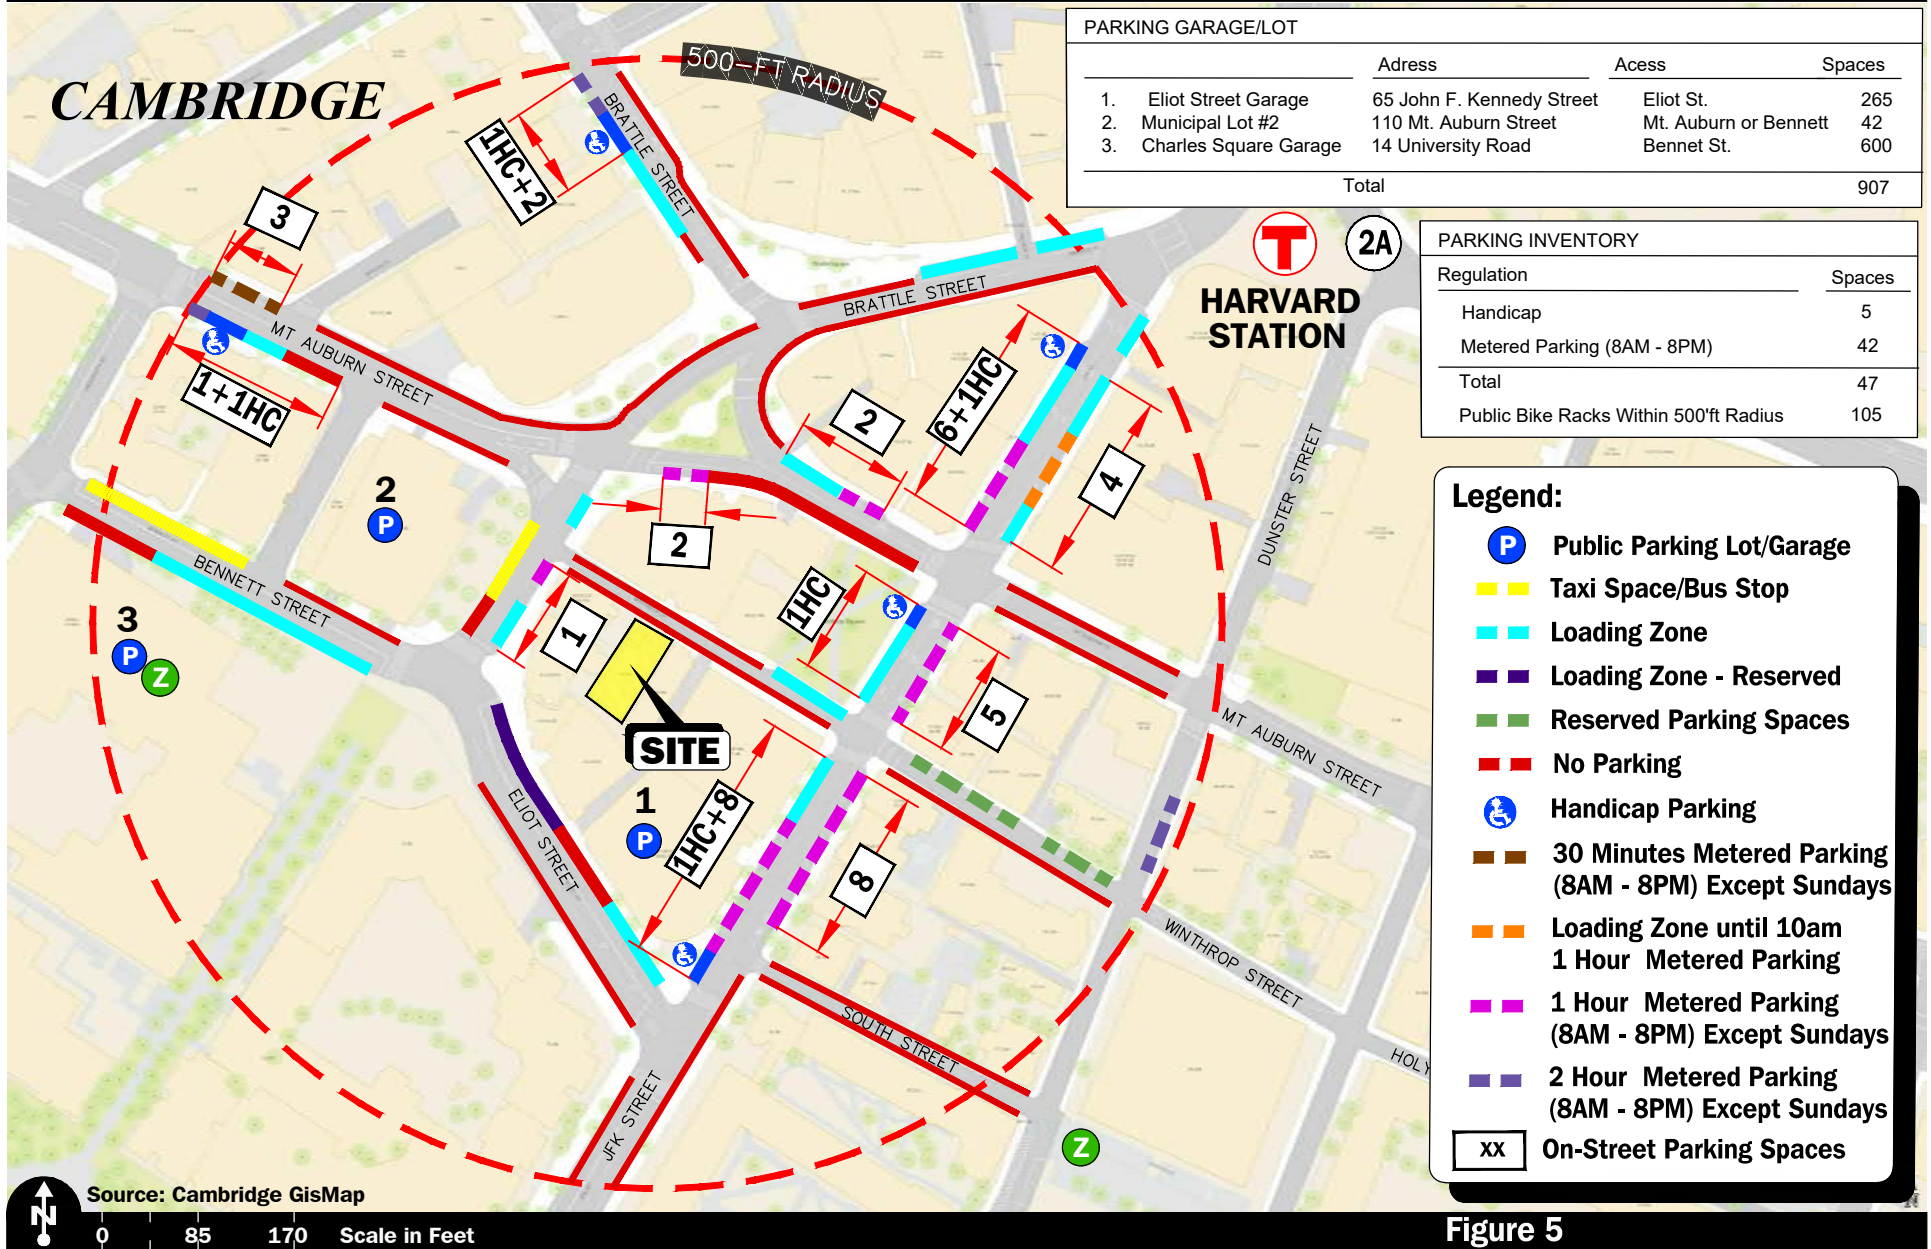 CAMBRIDGE
500-FT RADIUS
PARKING GARAGE/LOT
Adress Acess Spaces
1. Eliot Street Garage 65 John F. Kennedy Street Eliot St. 265
2. Municipal Lot #2 110 Mt. Auburn Street Mt. Auburn or Bennett 42
3. Charles Square Garage 14 University Road Bennet St. 600
Total 907
PARKING INVENTORY
Regulation Spaces
Handicap 5
Metered Parking (8AM - 8PM) 42
Total 47
Public Bike Racks Within 500'ft Radius 105
T
2A
HARVARD
STATION
BRATTLE STREET
1HC+2
3
BRATTLE STREET
MT AUBURN STREET
1+1HC
6+1HC
2
4
DUNSTER STREET
2
P
2
BENNETT STREET
1HC
1
3
P
Z
5
SITE
MT AUBURN STREET
1
P
1HC+8
ELIOT STREET
8
WINTHROP STREET
SOUTH STREET
HOLY
JFK STREET
Z
Legend:
P Public Parking Lot/Garage
Taxi Space/Bus Stop
Loading Zone
Loading Zone - Reserved
Reserved Parking Spaces
No Parking
Handicap Parking
30 Minutes Metered Parking
(8AM - 8PM) Except Sundays
Loading Zone until 10am
1 Hour Metered Parking
1 Hour Metered Parking
(8AM - 8PM) Except Sundays
2 Hour Metered Parking
(8AM - 8PM) Except Sundays
XX On-Street Parking Spaces
N
Source: Cambridge GisMap
0 85 170 Scale in Feet
Figure 5